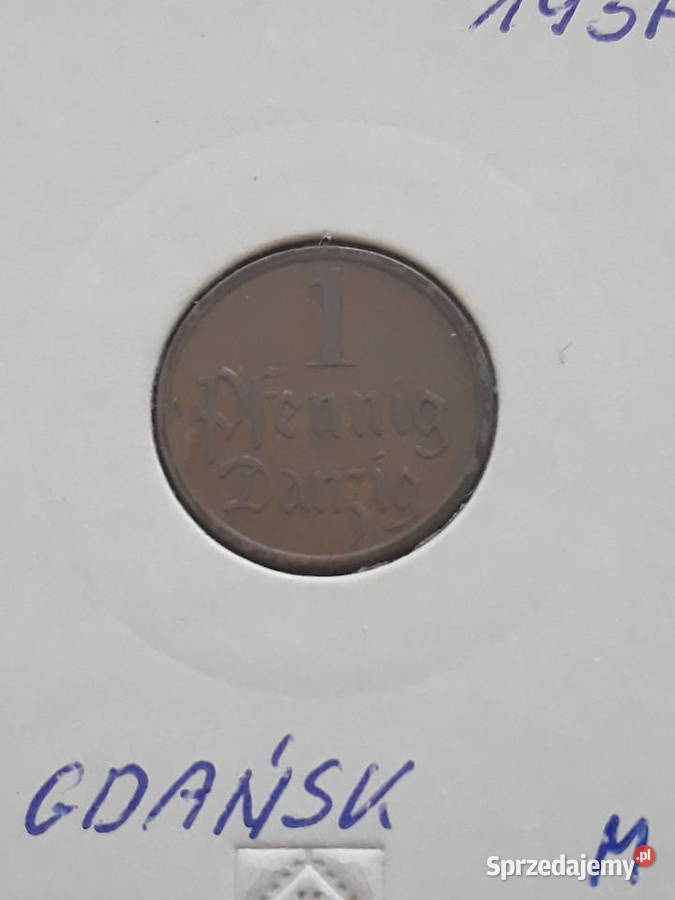 1
Pfennig
Danzig
GDAŃSK
M
Sprzedajemy.pl